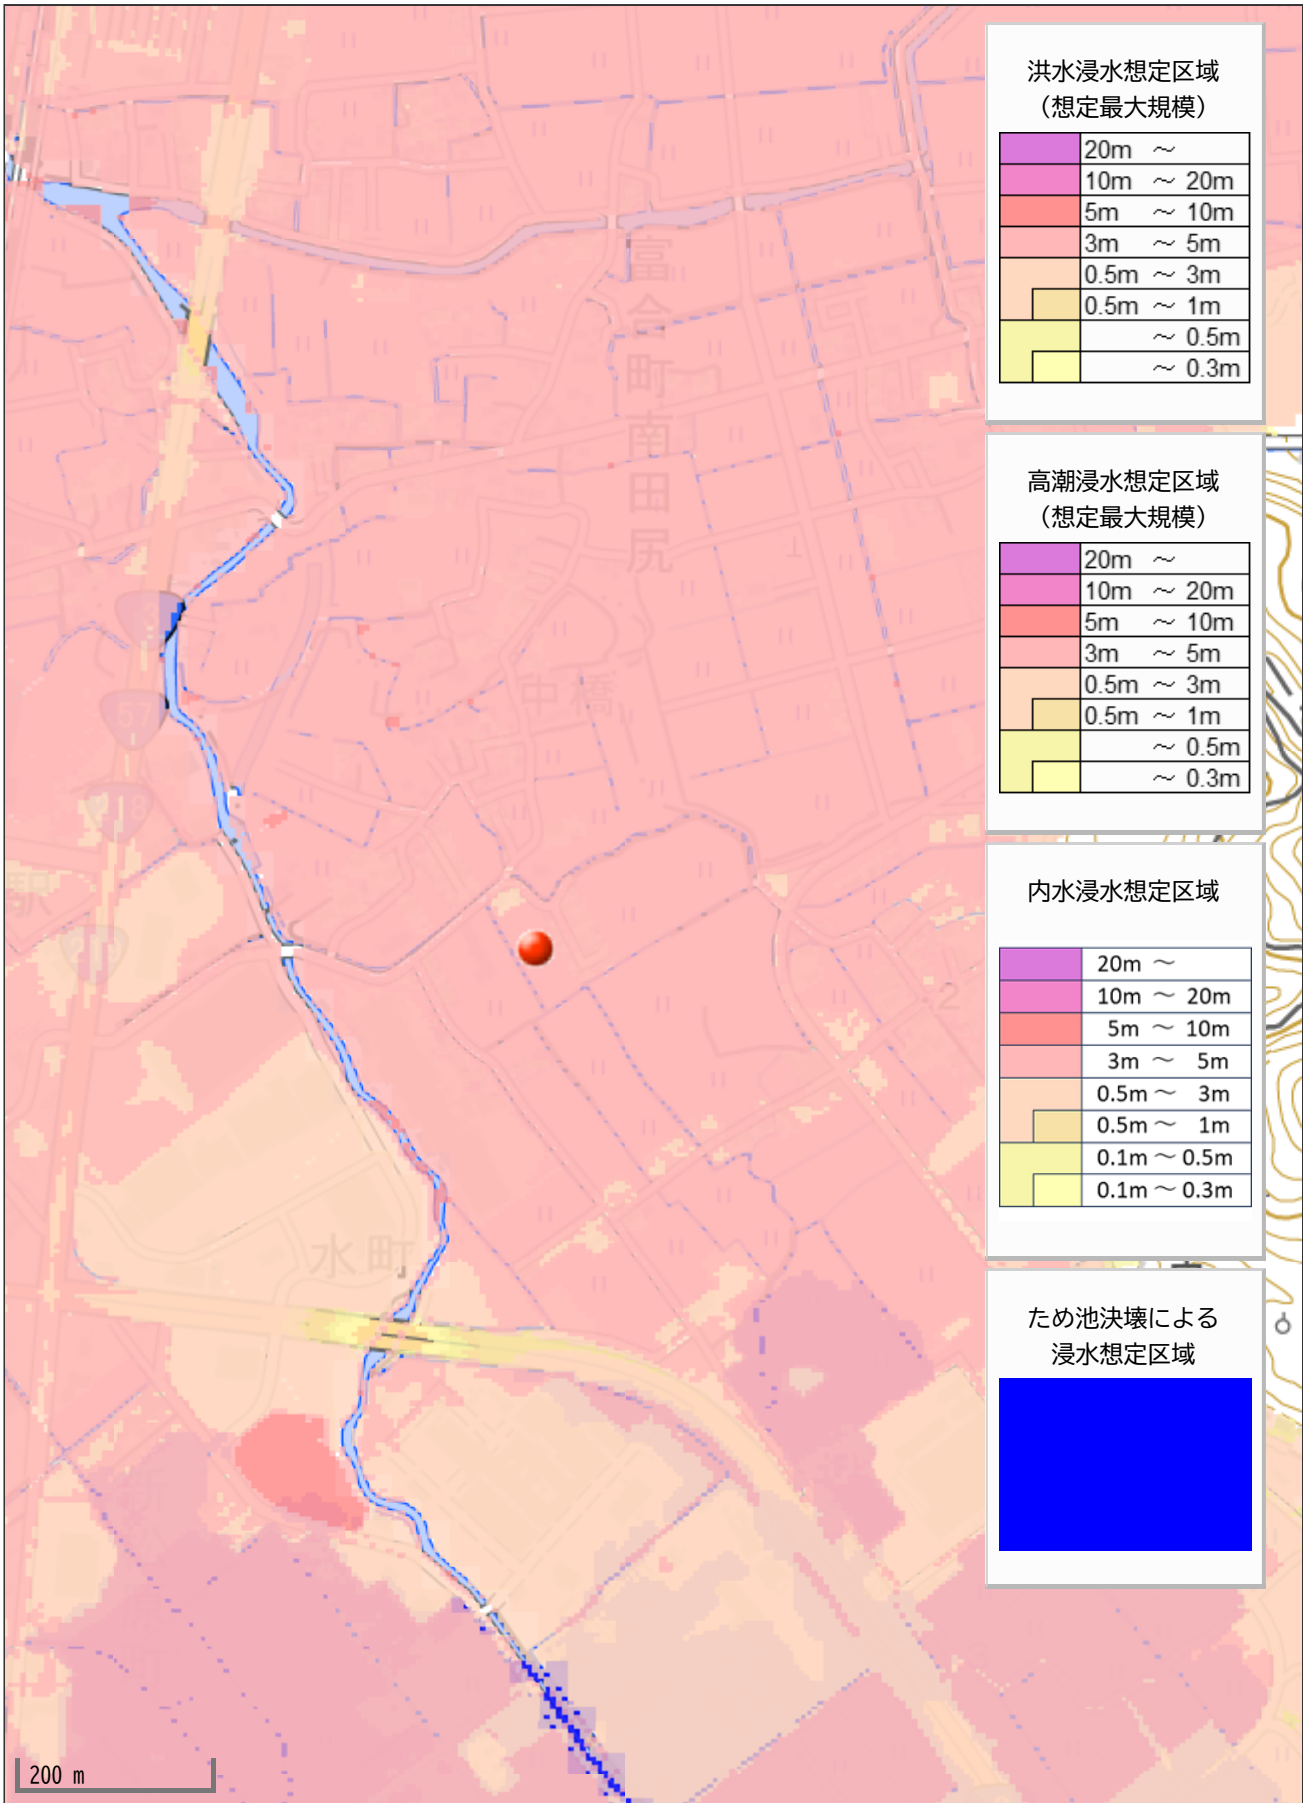 洪水浸水想定区域
（想定最大規模）
20m ～
10m ～ 20m
5m ～ 10m
3m ～ 5m
0.5m ～ 3m
0.5m ～ 1m
～ 0.5m
～ 0.3m
高潮浸水想定区域
（想定最大規模）
20m ～
10m ～ 20m
5m ～ 10m
3m ～ 5m
0.5m ～ 3m
0.5m ～ 1m
～ 0.5m
～ 0.3m
内水浸水想定区域
20m ～
10m ～ 20m
5m ～ 10m
3m ～ 5m
0.5m ～ 3m
0.5m ～ 1m
0.1m ～ 0.5m
0.1m ～ 0.3m
ため池決壊による
浸水想定区域
富合町南田尻
中橋
3
57
218
駅
2
水町
200 m